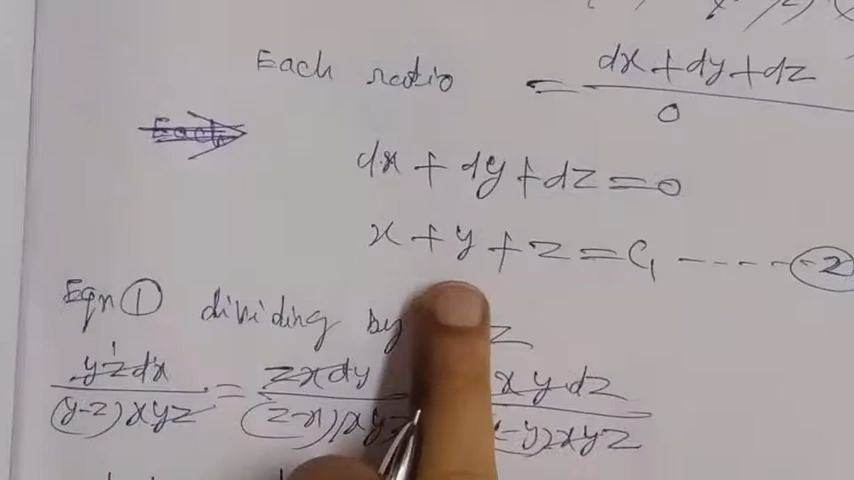 Each ratio = dx+dy+dz / 0
Each
dx + dy + dz = 0
x + y + z = C₁ ----- ②
Eqn ① dividing by z
yz dx / (y-z) xyz = zx dy / (z-x) xyz xy dz / -y) xyz